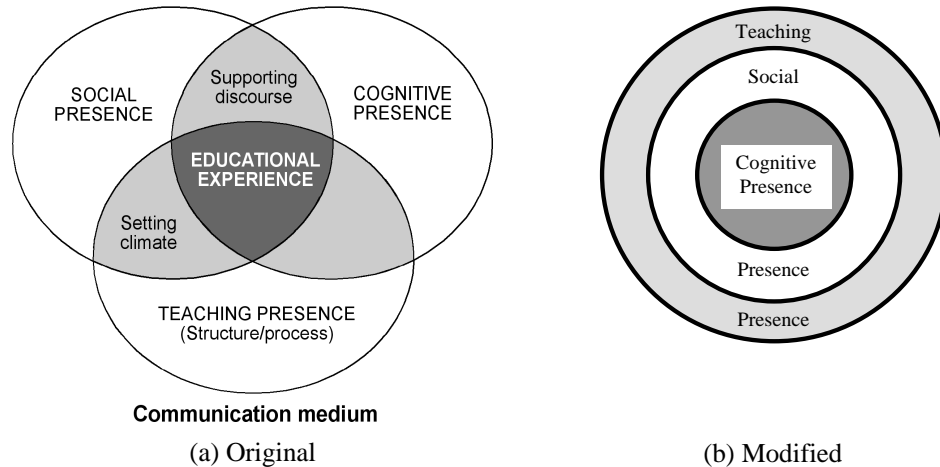 Supporting
discourse
SOCIAL
PRESENCE
COGNITIVE
PRESENCE
EDUCATIONAL
EXPERIENCE
Setting
climate
TEACHING PRESENCE
(Structure/process)
Communication medium
(a) Original
Teaching
Social
Cognitive
Presence
Presence
Presence
(b) Modified